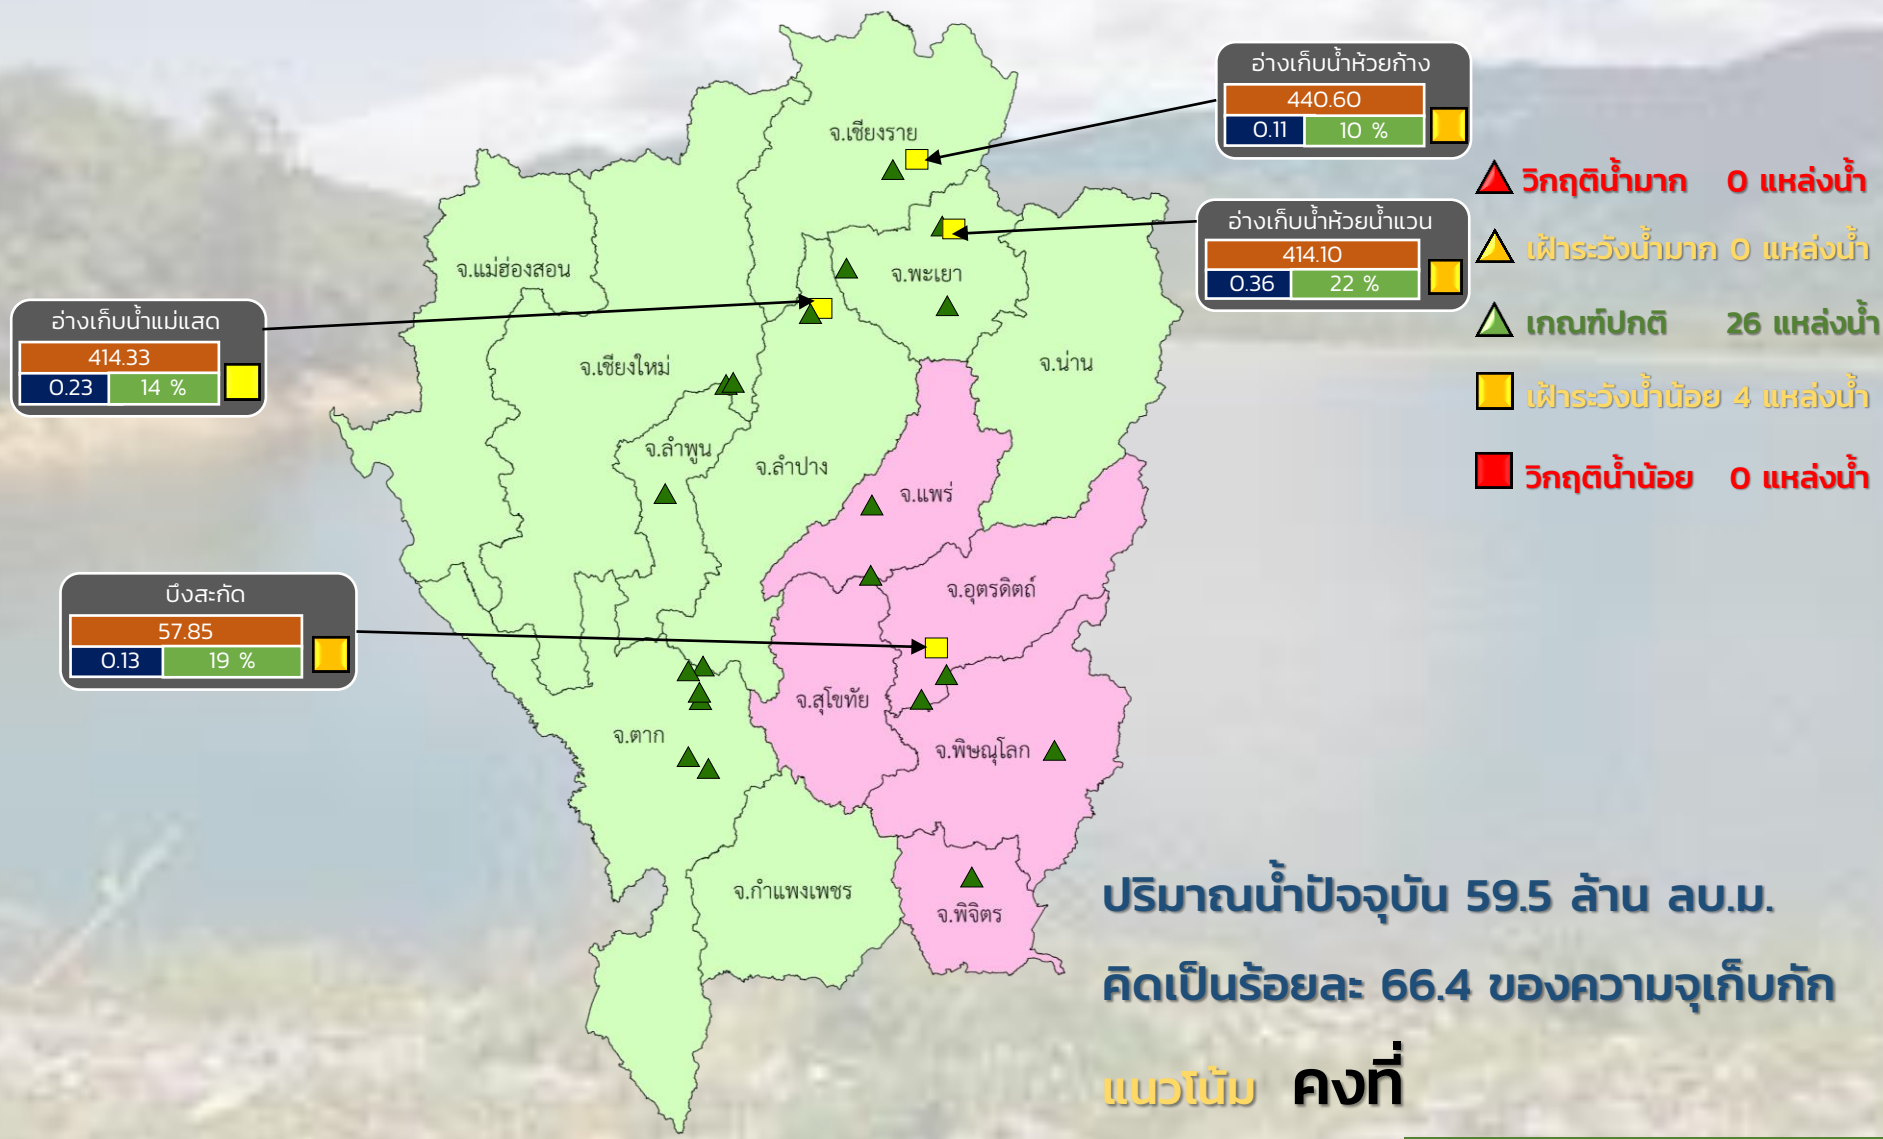 อ่างเก็บน้ำห้วยก้าง
440.60
0.11 10 %
จ.เชียงราย
วิกฤติน้ำมาก 0 แหล่งน้ำ
อ่างเก็บน้ำห้วยน้ำแวน
414.10
0.36 22 %
เฝ้าระวังน้ำมาก 0 แหล่งน้ำ
จ.แม่ฮ่องสอน
จ.พะเยา
อ่างเก็บน้ำแม่แสด
414.33
0.23 14 %
เกณฑ์ปกติ 26 แหล่งน้ำ
จ.เชียงใหม่
จ.น่าน
เฝ้าระวังน้ำน้อย 4 แหล่งน้ำ
จ.ลำพูน
จ.ลำปาง
จ.แพร่
วิกฤติน้ำน้อย 0 แหล่งน้ำ
บึงสะกัด
57.85
0.13 19 %
จ.อุตรดิตถ์
จ.สุโขทัย
จ.ตาก
จ.พิษณุโลก
จ.กำแพงเพชร
จ.พิจิตร
ปริมาณน้ำปัจจุบัน 59.5 ล้าน ลบ.ม.
คิดเป็นร้อยละ 66.4 ของความจุเก็บกัก
แนวโน้ม คงที่